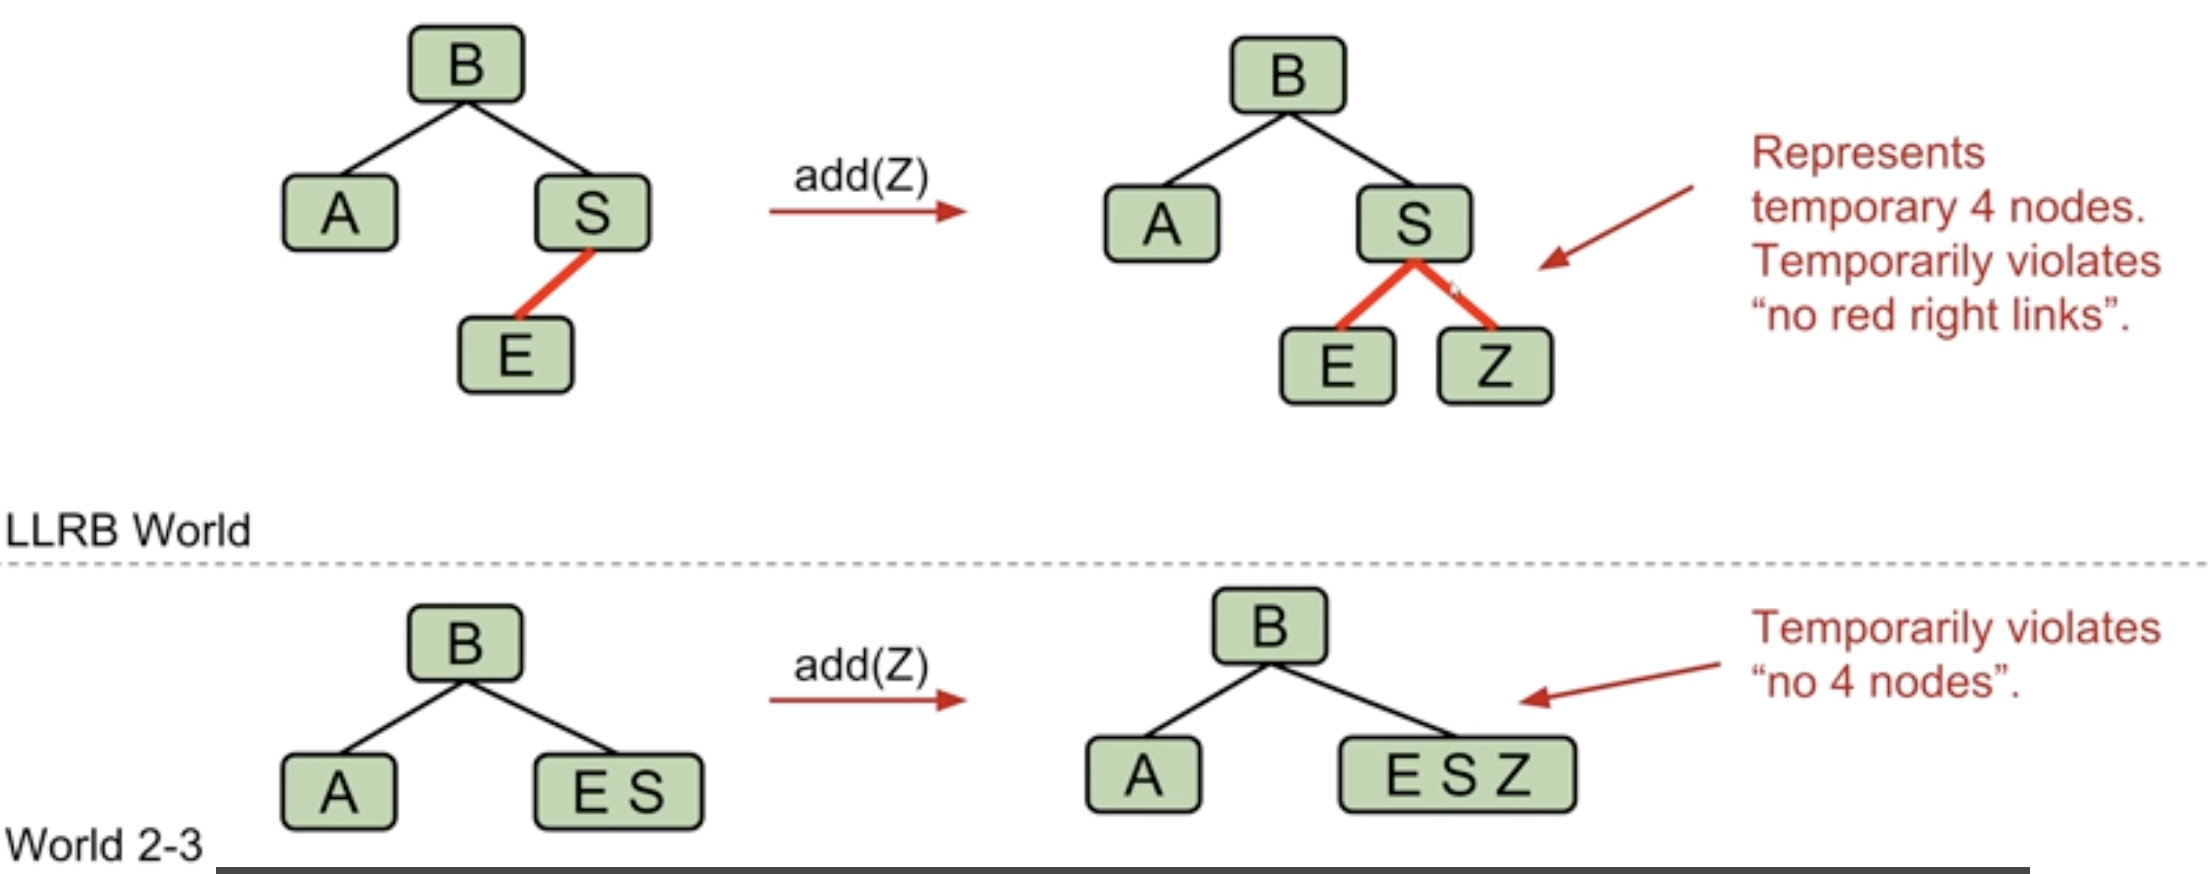 B
B
A
S
add(Z)
A
S
E
E
Z
Represents
temporary 4 nodes.
Temporarily violates
“no red right links”.
LLRB World
B
B
A
E S
add(Z)
A
E S Z
Temporarily violates
“no 4 nodes”.
World 2-3